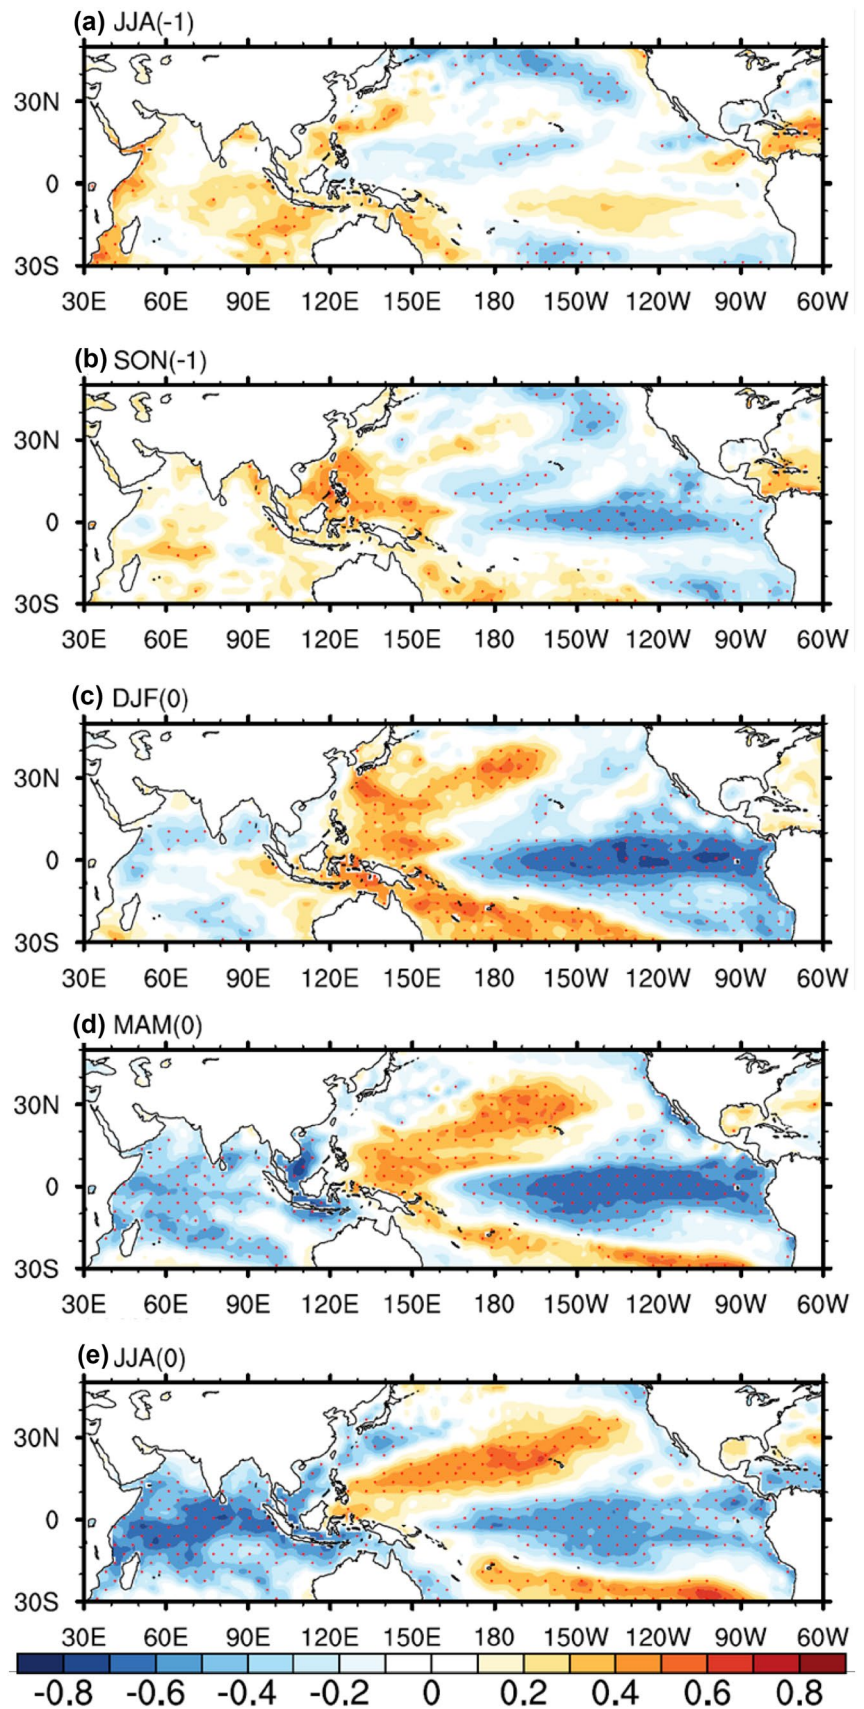 (a) JJA(-1)
30N
0
30S
30E 60E 90E 120E 150E 180 150W 120W 90W 60W
(b) SON(-1)
30N
0
30S
30E 60E 90E 120E 150E 180 150W 120W 90W 60W
(c) DJF(0)
30N
0
30S
30E 60E 90E 120E 150E 180 150W 120W 90W 60W
(d) MAM(0)
30N
0
30S
30E 60E 90E 120E 150E 180 150W 120W 90W 60W
(e) JJA(0)
30N
0
30S
30E 60E 90E 120E 150E 180 150W 120W 90W 60W
-0.8 -0.6 -0.4 -0.2 0 0.2 0.4 0.6 0.8